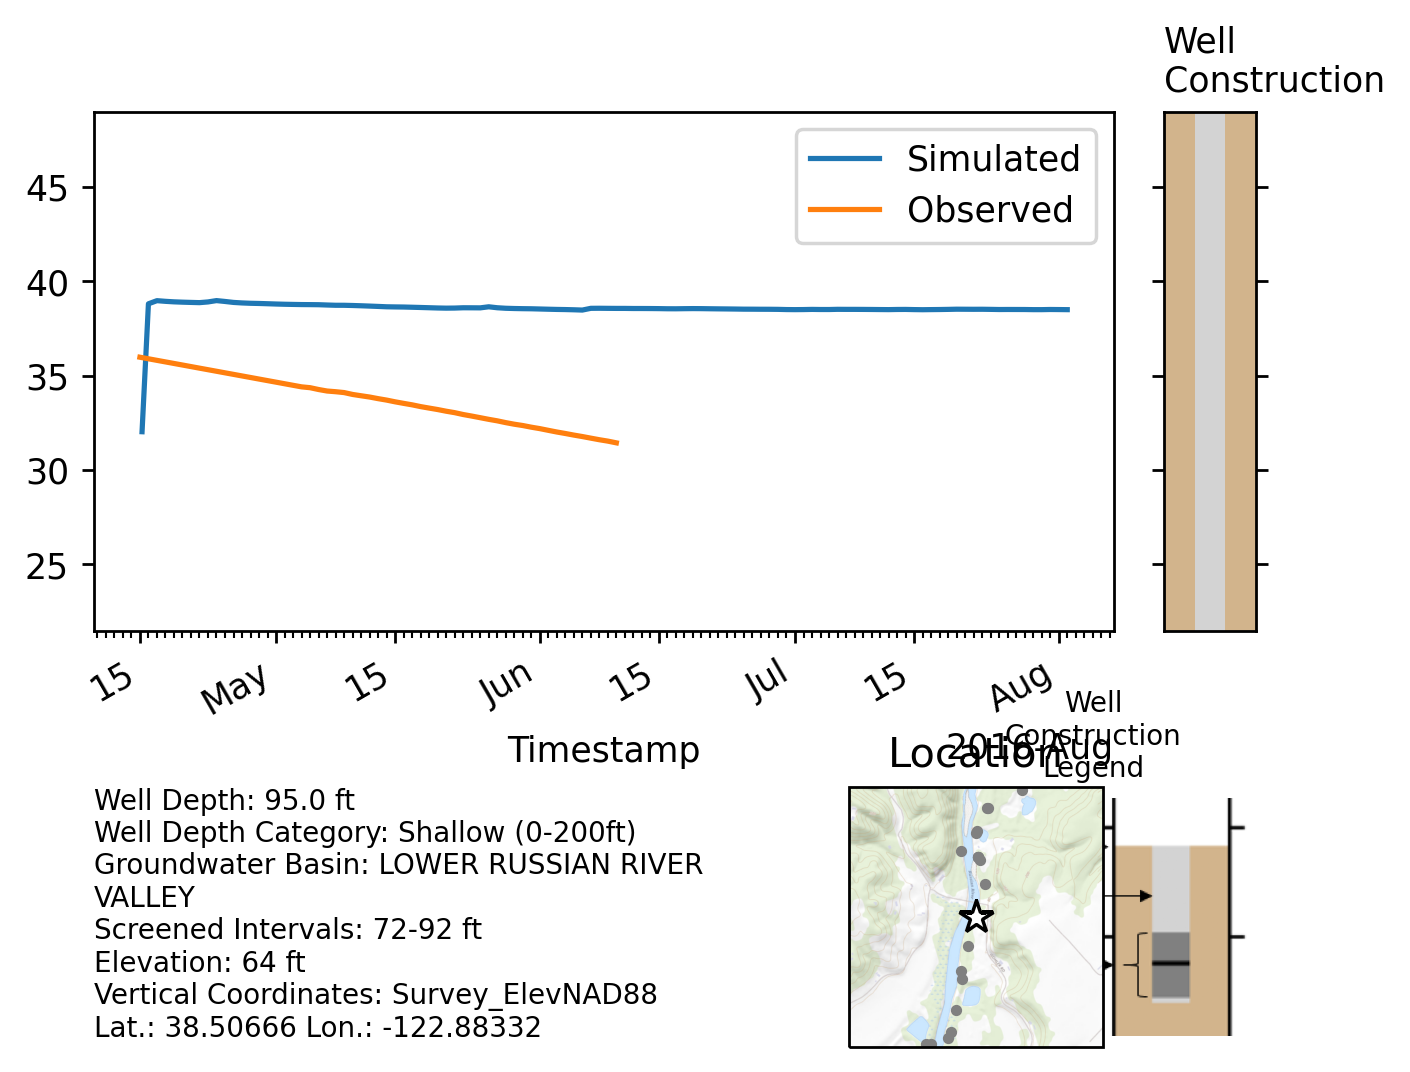 Well
Construction
Simulated
Observed
45
40
35
30
25
15
May
15
Jun
15
Jul
15
Aug
Timestamp
2016-Aug
Location
Well
Construction
Legend
Well Depth: 95.0 ft
Well Depth Category: Shallow (0-200ft)
Groundwater Basin: LOWER RUSSIAN RIVER
VALLEY
Screened Intervals: 72-92 ft
Elevation: 64 ft
Vertical Coordinates: Survey_ElevNAD88
Lat.: 38.50666 Lon.: -122.88332